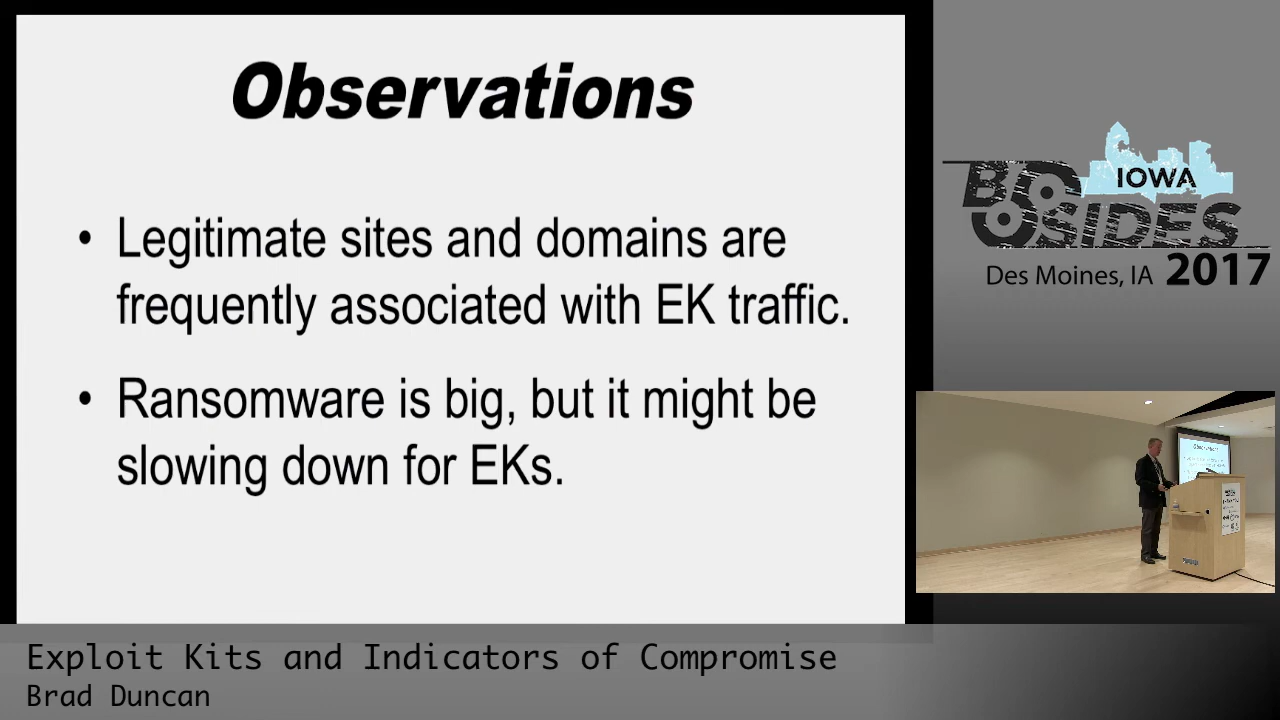 Observations
• Legitimate sites and domains are
frequently associated with EK traffic.
• Ransomware is big, but it might be
slowing down for EKs.
IOWA
BSIDES
Des Moines, IA 2017
Observations
Exploit Kits and Indicators of Compromise
Brad Duncan